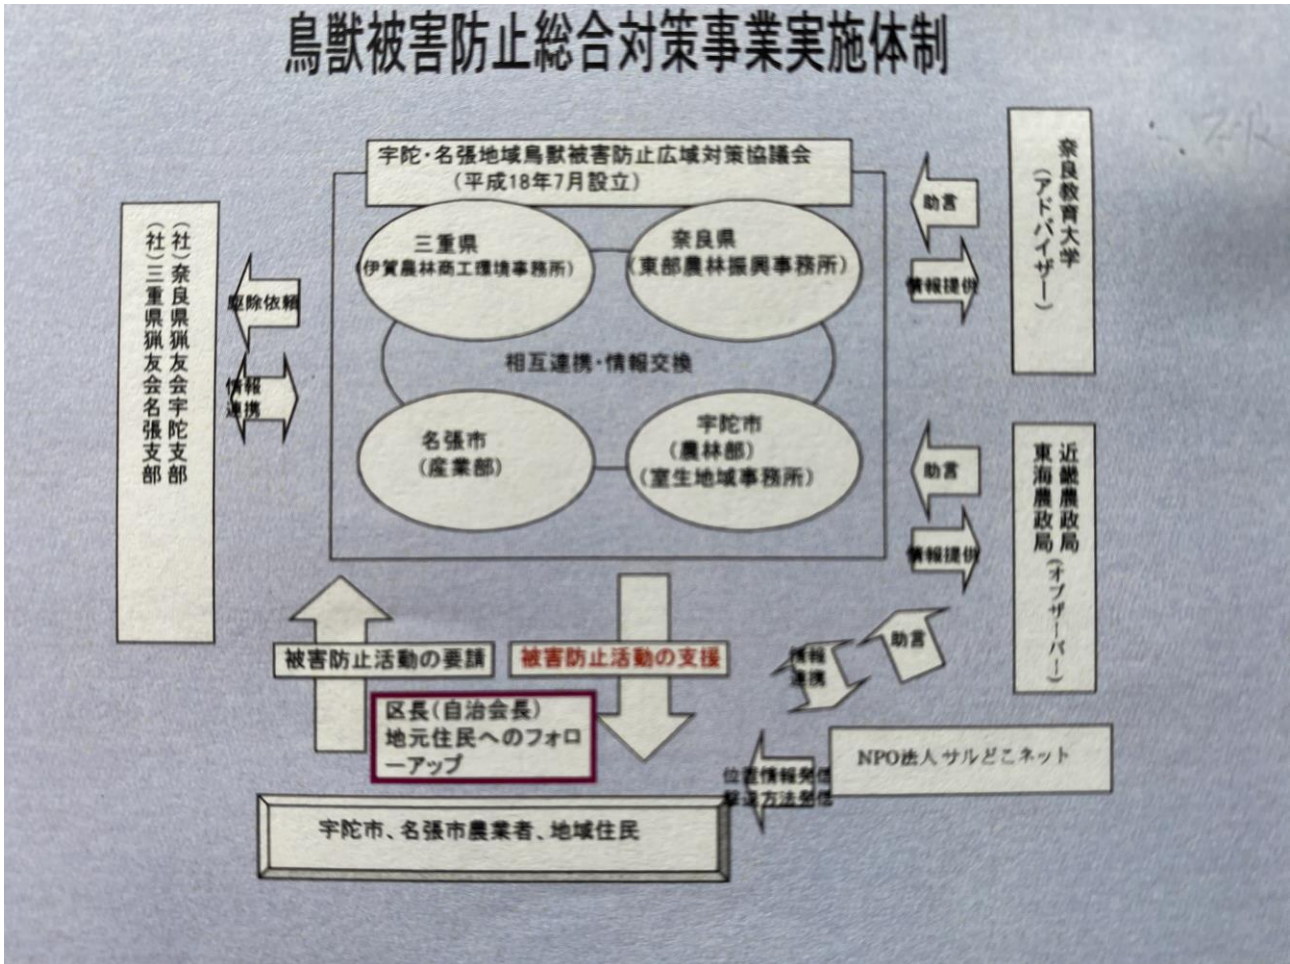 鳥獣被害防止総合対策事業実施体制
宇陀・名張地域鳥獣被害防止広域対策協議会
(平成18年7月設立)
三重県
(伊賀農林商工環境事務所)
奈良県
(東部農林振興事務所)
相互連携・情報交換
名張市
(産業部)
宇陀市
(農林部)
(室生地域事務所)
(社)奈良県猟友会宇陀支部
(社)三重県猟友会名張支部
駆除依頼
情報
連携
奈良教育大学
(アドバイザー)
助言
情報提供
近畿農政局
東海農政局(オブザーバー)
助言
情報提供
被害防止活動の要請
被害防止活動の支援
情報
連携
助言
区長(自治会長)
地元住民へのフォロ
ーアップ
NPO法人サルどこネット
位置情報発信
撃退方法発信
宇陀市、名張市農業者、地域住民